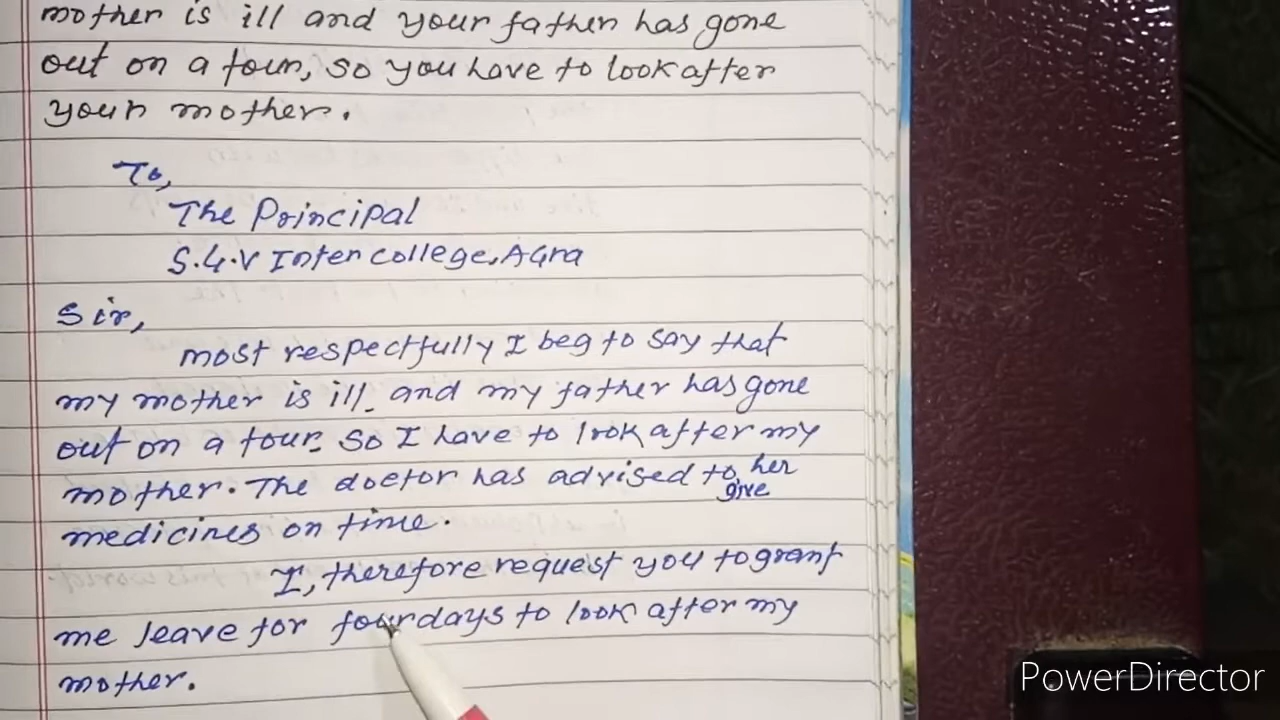 mother is ill and your father has gone
out on a tour, so you have to look after
your mother.
To,
The Principal
S.G.V Inter college, AGra
Sir,
most respectfully I beg to say that
my mother is ill and my father has gone
out on a tour so I have to look after my
mother. The doctor has advised to give her
medicines on time.
I, therefore request you to grant
me leave for four days to look after my
mother.
PowerDirector